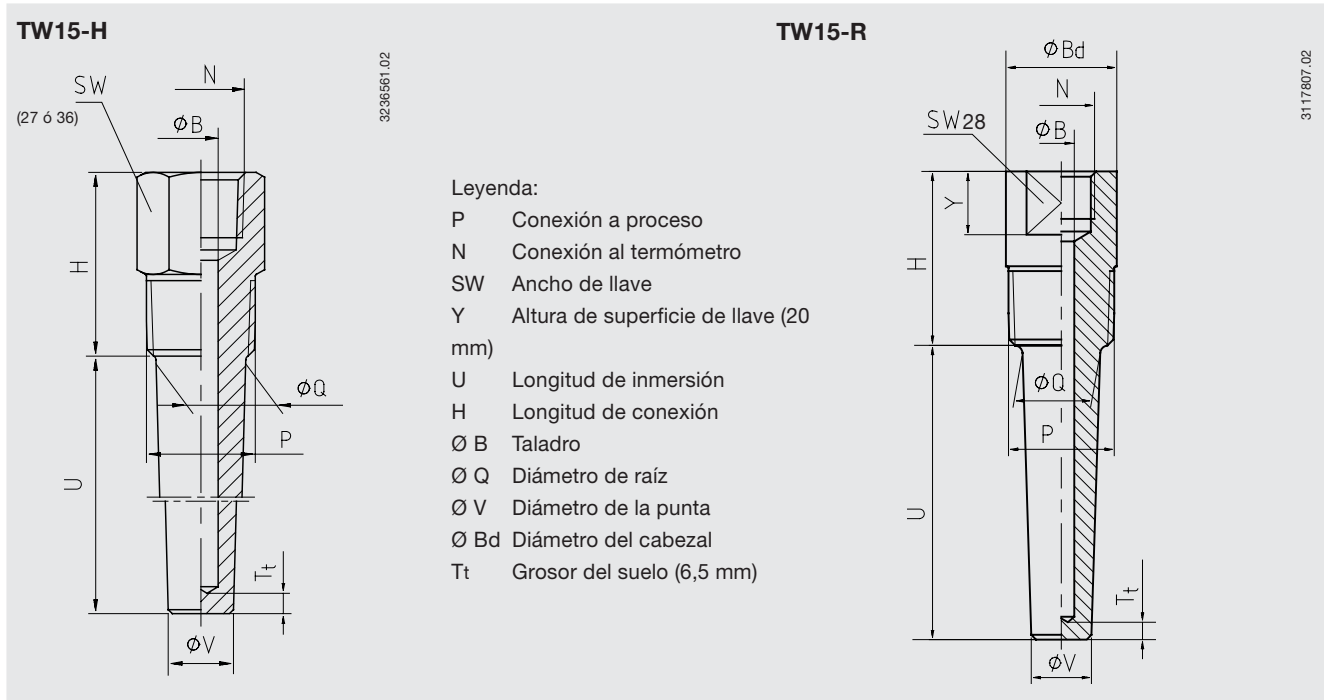 TW15-H
3236561.02
SW
(27 ó 36)
N
ØB
H
ØQ
P
U
Tt
ØV
Leyenda:
P Conexión a proceso
N Conexión al termómetro
SW Ancho de llave
Y Altura de superficie de llave (20
mm)
U Longitud de inmersión
H Longitud de conexión
Ø B Taladro
Ø Q Diámetro de raíz
Ø V Diámetro de la punta
Ø Bd Diámetro del cabezal
Tt Grosor del suelo (6,5 mm)
TW15-R
3117807.02
ØBd
N
SW28
ØB
Y
H
ØQ
P
U
Tt
ØV